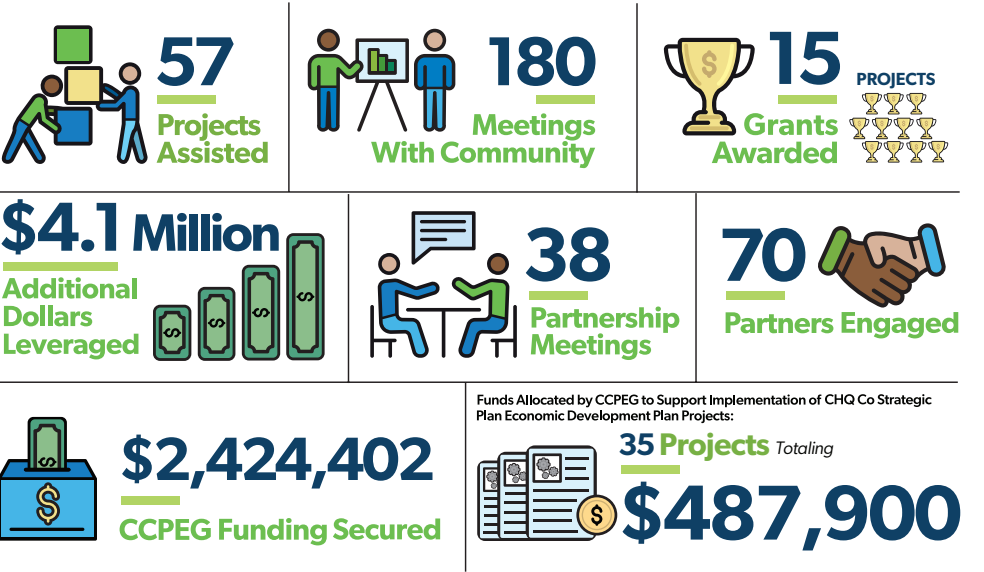 57
Projects
Assisted
180
Meetings
With Community
$
15
Grants
Awarded
PROJECTS
$4.1 Million
Additional
Dollars
Leveraged
$
$
$
$
38
Partnership
Meetings
70
Partners Engaged
$
$
$2,424,402
CCPEG Funding Secured
Funds Allocated by CCPEG to Support Implementation of CHQ Co Strategic
Plan Economic Development Plan Projects:
35 Projects Totaling
$
$487,900